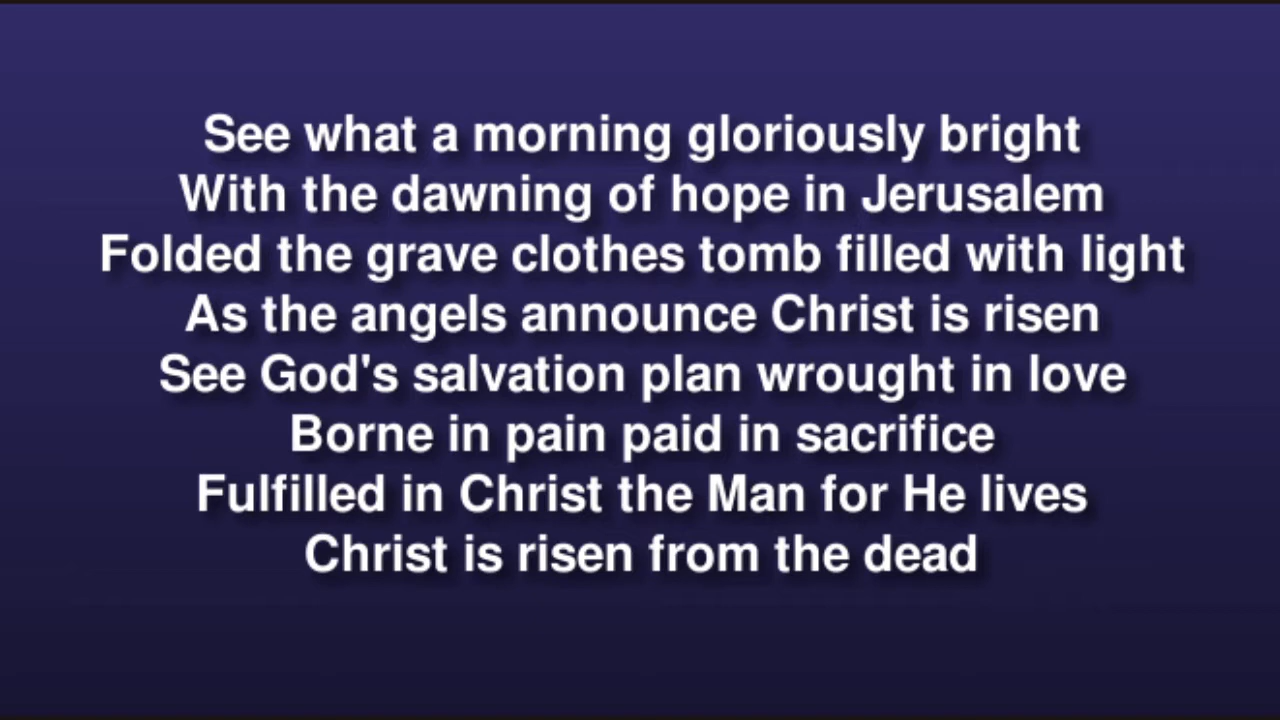 See what a morning gloriously bright
With the dawning of hope in Jerusalem
Folded the grave clothes tomb filled with light
As the angels announce Christ is risen
See God's salvation plan wrought in love
Borne in pain paid in sacrifice
Fulfilled in Christ the Man for He lives
Christ is risen from the dead